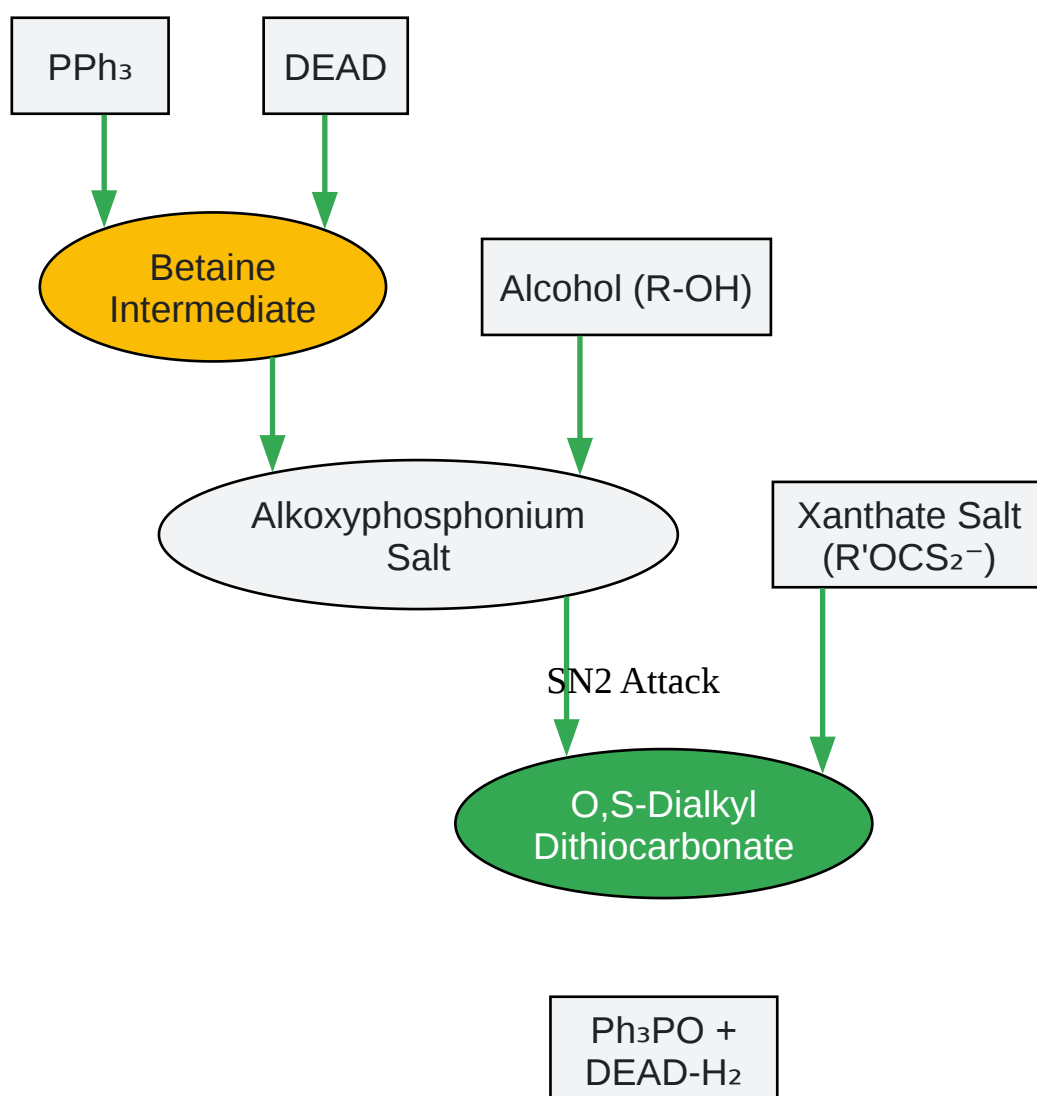 PPh₃
DEAD
Betaine
Intermediate
Alcohol (R-OH)
Alkoxyphosphonium
Salt
Xanthate Salt
(R'OCS₂⁻)
SN2 Attack
O,S-Dialkyl
Dithiocarbonate
Ph₃PO +
DEAD-H₂